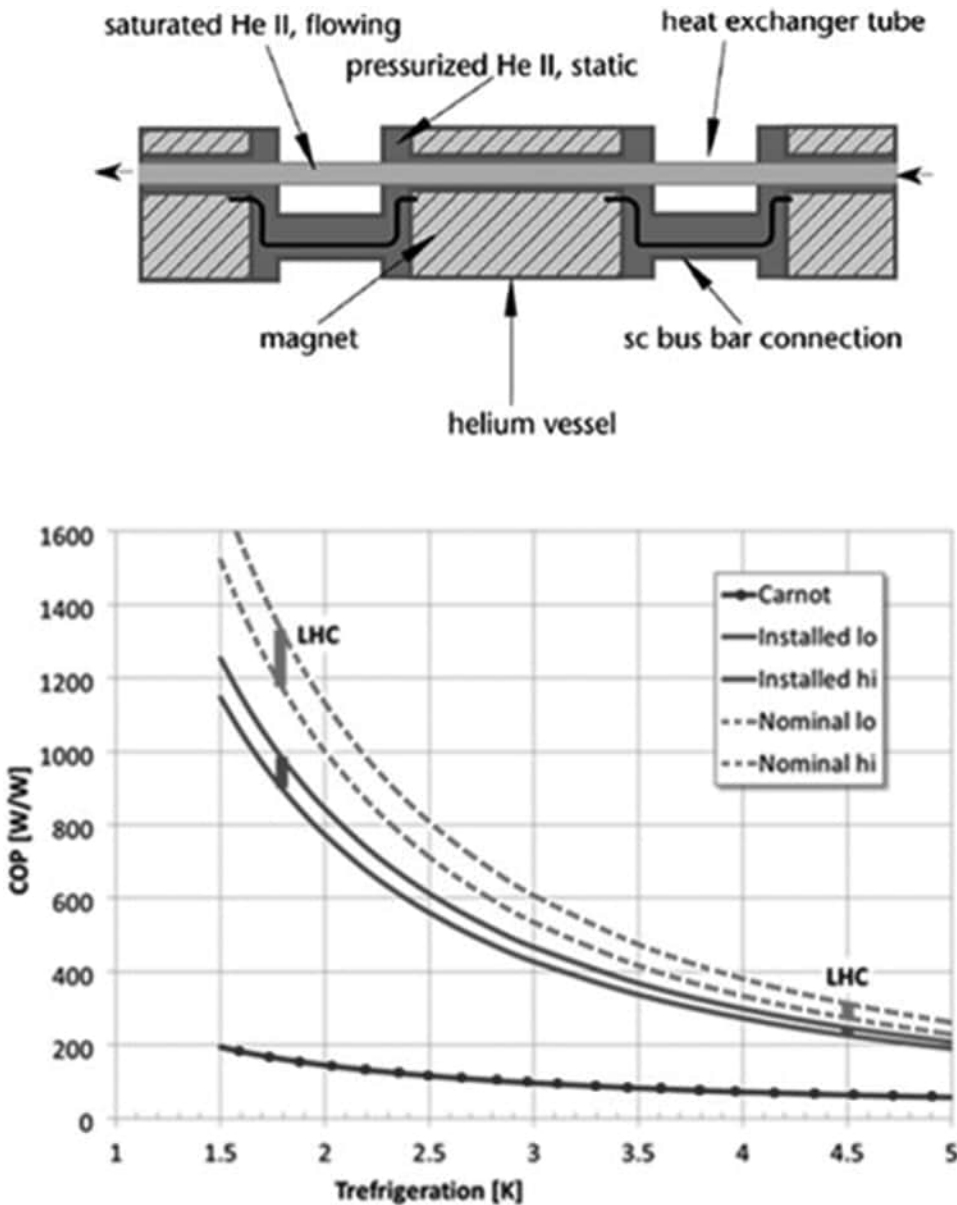 saturated He II, flowing
heat exchanger tube
pressurized He II, static
magnet
sc bus bar connection
helium vessel
1600
1400
1200
1000
800
600
400
200
0
COP [W/W]
LHC
LHC
Carnot
Installed lo
Installed hi
Nominal lo
Nominal hi
1 1.5 2 2.5 3 3.5 4 4.5 5
Trefrigeration [K]